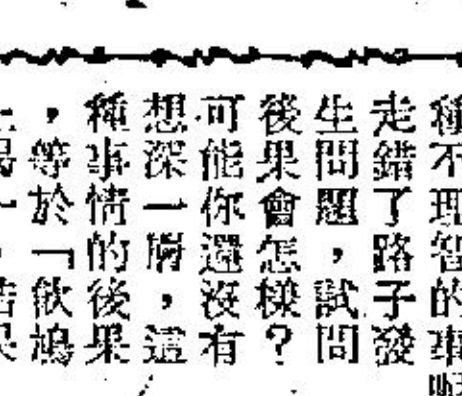 種不理智的事
走錯了路子發
生問題，試問
後果會怎樣？
可能你還沒有
想深一層，這
種事情的後果
，等於「飲鴆